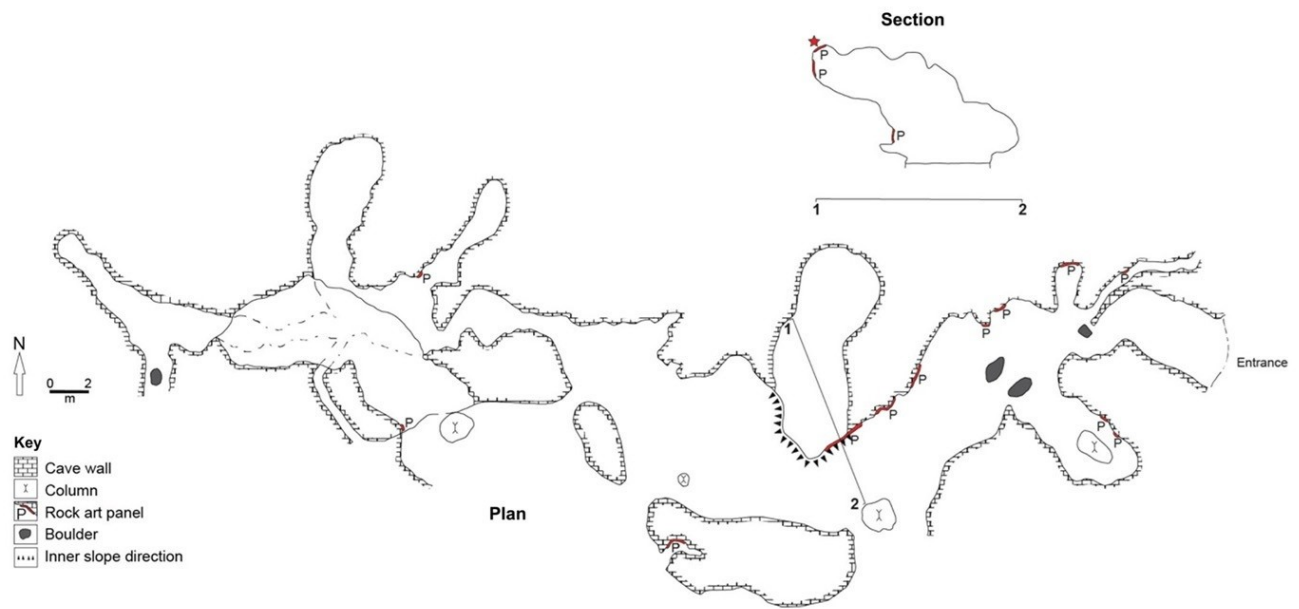 Section
P
P
P
1 2
P
P
P
P
P
1
P
P
P
P
P
P
2
P
N
0 2
m
Entrance
Plan
Key
Cave wall
Column
P Rock art panel
Boulder
Inner slope direction